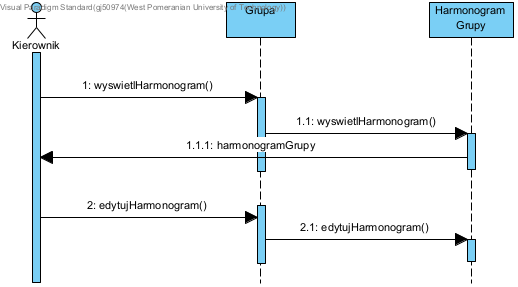 Visual Paradigm Standard(gj50974(West Pomeranian University of Technology))
Grupa
Harmonogram
Grupy
Kierownik
1: wyswietlHarmonogram()
1.1: wyswietlHarmonogram()
1.1.1: harmonogramGrupy
2: edytujHarmonogram()
2.1: edytujHarmonogram()